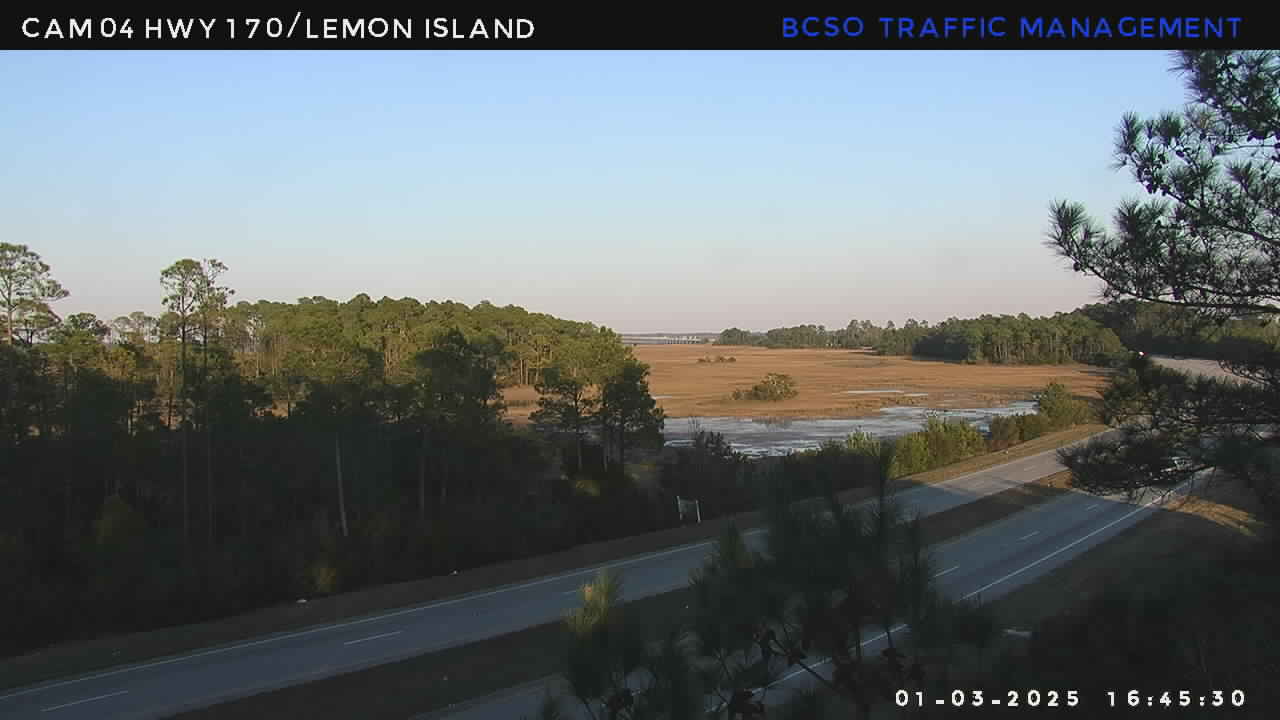 CAM04 HWY 170/LEMON ISLAND
BCSO TRAFFIC MANAGEMENT
01-03-2025 16:45:30